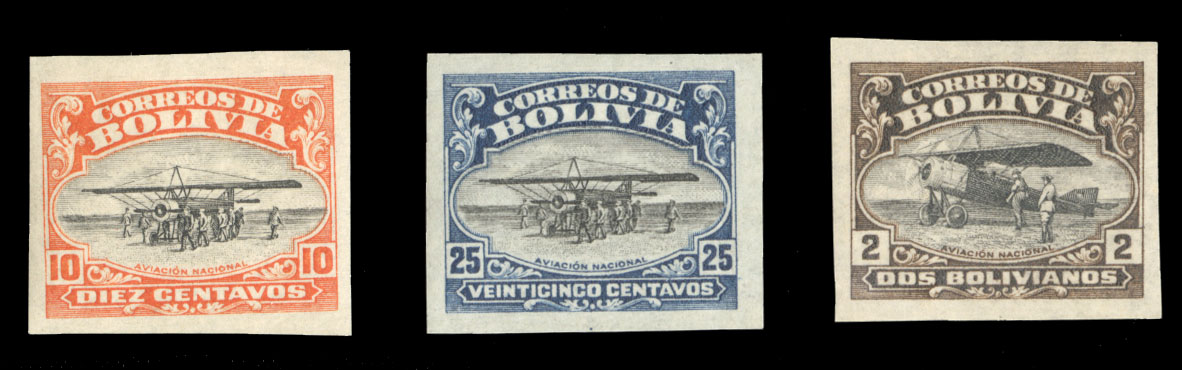 CORREOS DE
BOLIVIA
10 10
AVIACIÓN NACIONAL
DIEZ CENTAVOS
CORREOS DE
BOLIVIA
25 25
AVIACIÓN NACIONAL
VEINTICINCO CENTAVOS
CORREOS DE
BOLIVIA
2 2
AVIACIÓN NACIONAL
DOS BOLIVIANOS